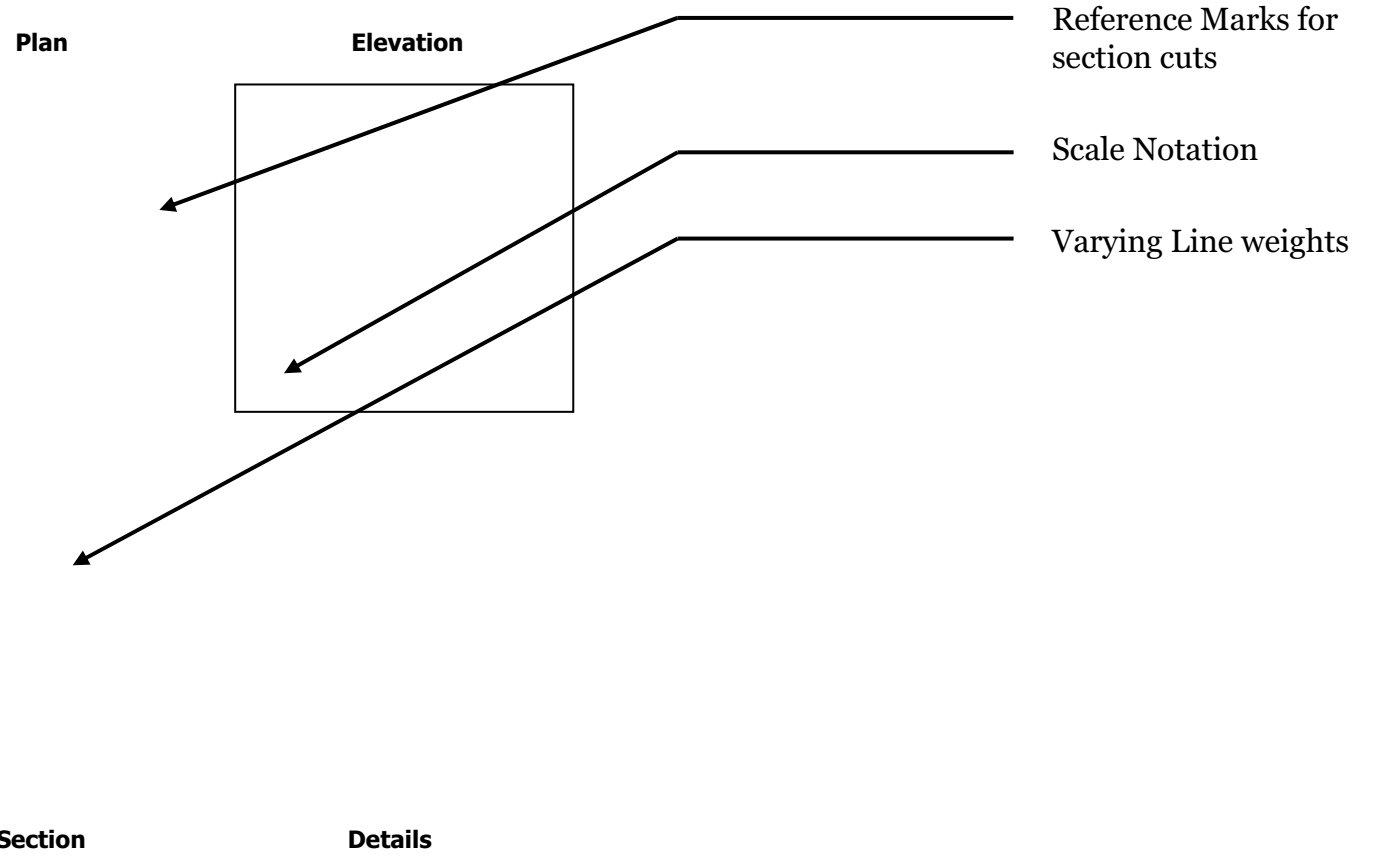 Plan
Elevation
Reference Marks for
section cuts
Scale Notation
Varying Line weights
Section
Details